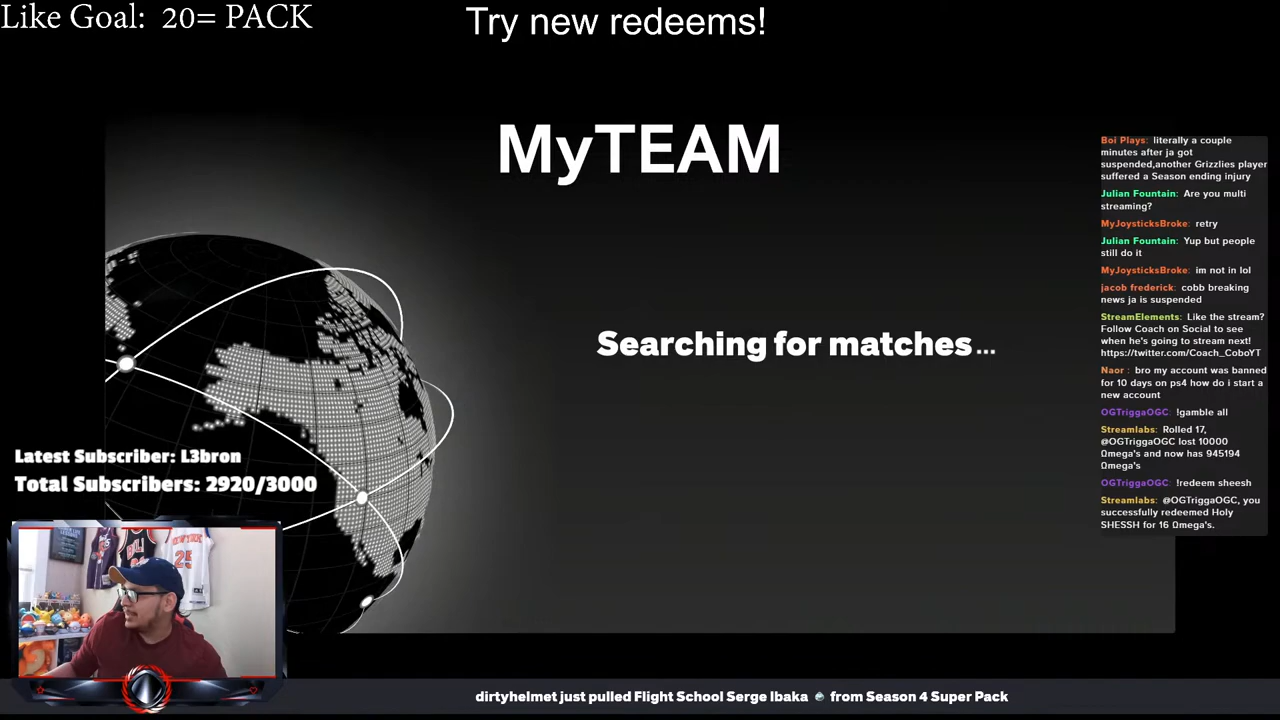 Like Goal: 20= PACK
Try new redeems!
MyTEAM
Searching for matches...
Boi Plays: literally a couple
minutes after ja got
suspended,another Grizzlies player
suffered a Season ending injury
Julian Fountain: Are you multi
streaming?
MyJoysticksBroke: retry
Julian Fountain: Yup but people
still do it
MyJoysticksBroke: im not in lol
jacob frederick: cobb breaking
news ja is suspended
StreamElements: Like the stream?
Follow Coach on Social to see
when he's going to stream next!
https://twitter.com/Coach_CoboYT
Naor : bro my account was banned
for 10 days on ps4 how do i start a
new account
OGTriggaOGC: !gamble all
Streamlabs: Rolled 17,
@OGTriggaOGC lost 10000
Ωmega's and now has 945194
Ωmega's
OGTriggaOGC: !redeem sheesh
Streamlabs: @OGTriggaOGC, you
successfully redeemed Holy
SHESSH for 16 Ωmega's.
Latest Subscriber: L3bron
Total Subscribers: 2920/3000
25
dirtyhelmet just pulled Flight School Serge Ibaka from Season 4 Super Pack